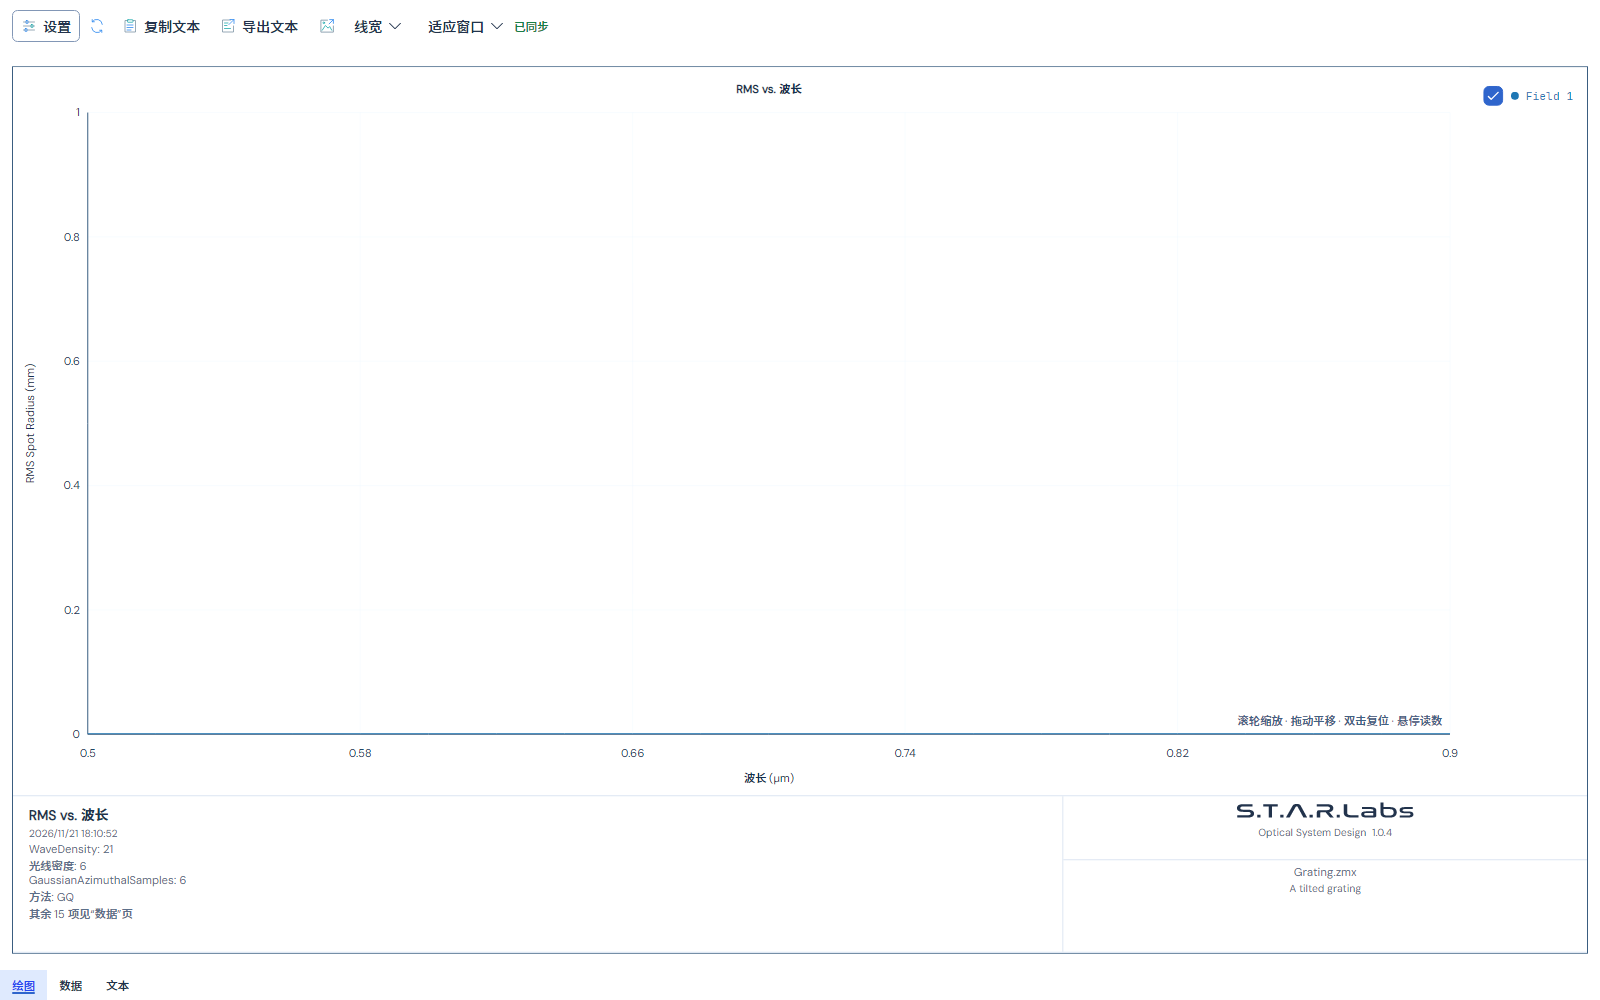 设置 复制文本 导出文本 线宽 适应窗口 已同步
RMS vs. 波长
Field 1
1
0.8
0.6
0.4
0.2
0
RMS Spot Radius (mm)
滚轮缩放 · 拖动平移 · 双击复位 · 悬停读数
0.5 0.58 0.66 0.74 0.82 0.9
波长 (μm)
RMS vs. 波长
2026/11/21 18:10:52
WaveDensity: 21
光线密度: 6
GaussianAzimuthalSamples: 6
方法: GQ
其余 15 项见"数据"页
S.T.A.R.Labs
Optical System Design 1.0.4
Grating.zmx
A tilted grating
绘图 数据 文本